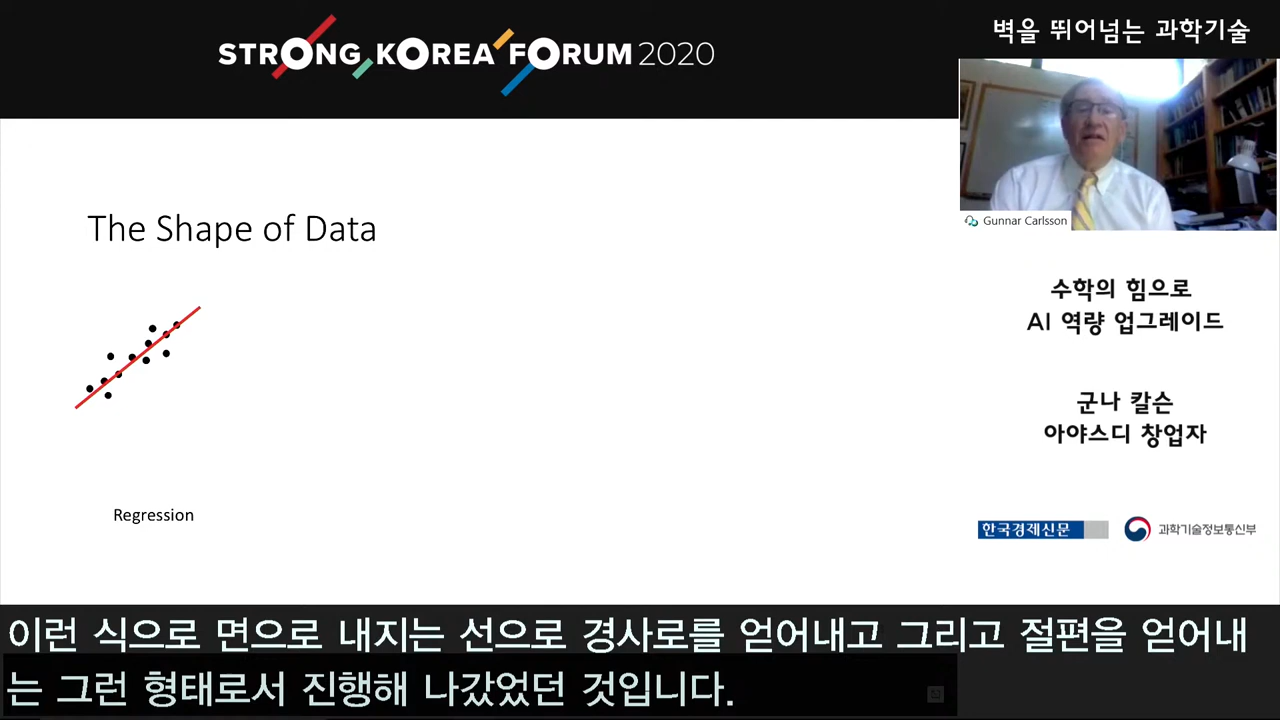 STRONG KOREA FORUM 2020
벽을 뛰어넘는 과학기술
Gunnar Carlsson
The Shape of Data
수학의 힘으로
AI 역량 업그레이드
군나 칼슨
아야스디 창업자
Regression
한국경제신문
과학기술정보통신부
이런 식으로 면으로 내지는 선으로 경사로를 얻어내고 그리고 절편을 얻어내
는 그런 형태로서 진행해 나갔었던 것입니다.